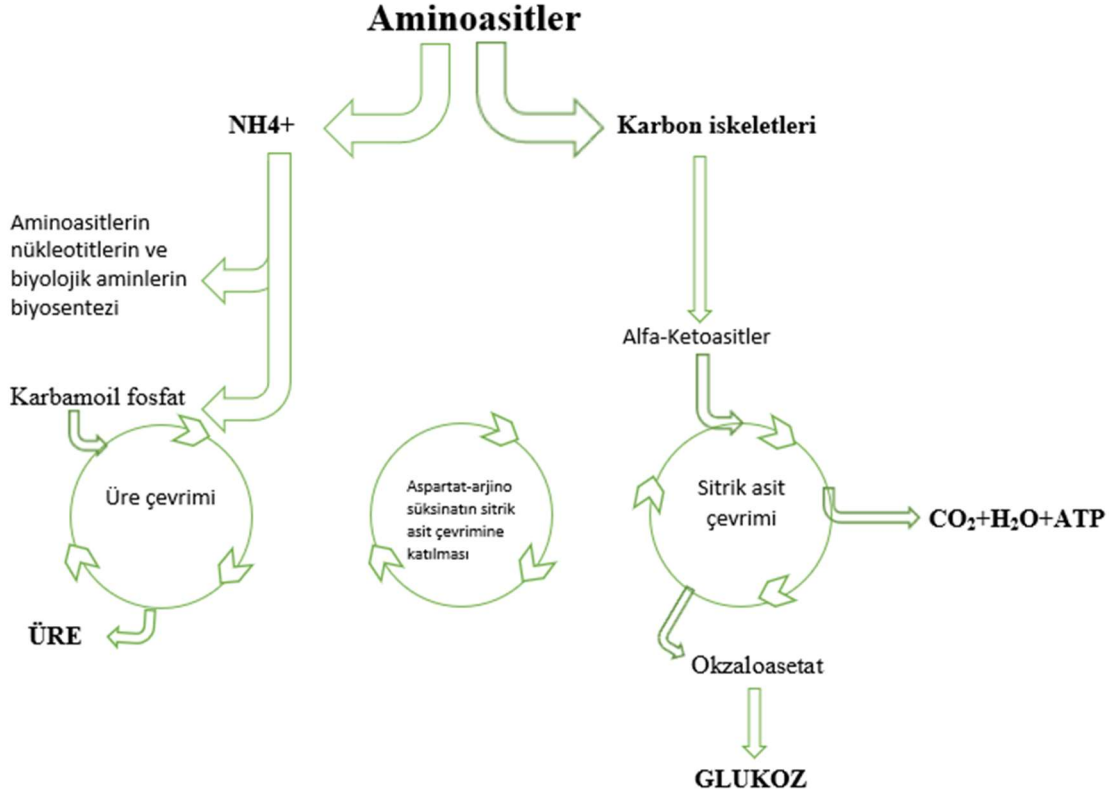 Aminoasitler
NH4+
Karbon iskeletleri
Aminoasitlerin
nükleotitlerin ve
biyolojik aminlerin
biyosentezi
Alfa-Ketoasitler
Karbamoil fosfat
Üre çevrimi
Aspartat-arjino
süksinatın sitrik
asit çevrimine
katılması
Sitrik asit
çevrimi
CO₂+H₂O+ATP
ÜRE
Okzaloasetat
GLUKOZ